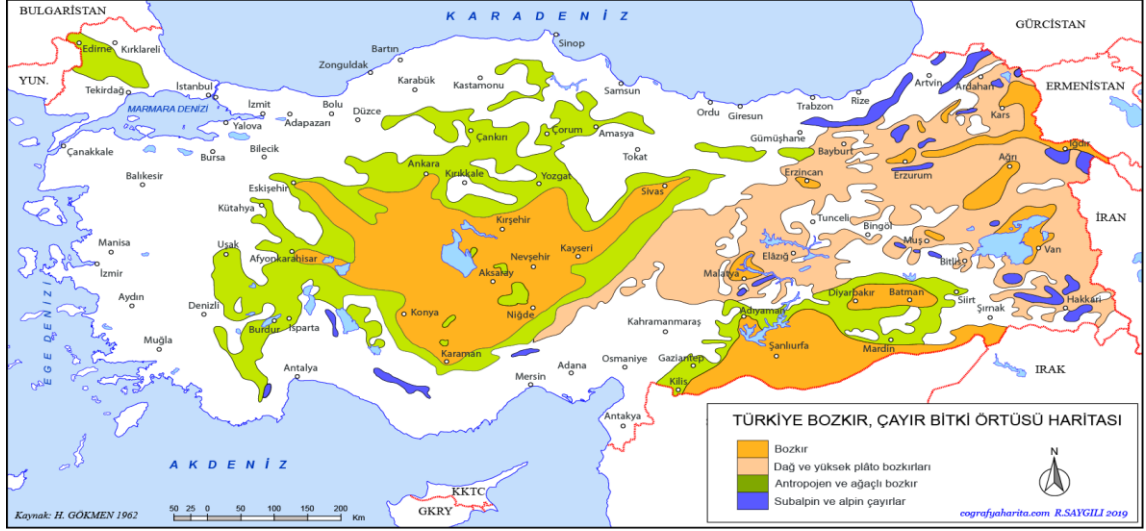 BULGARİSTAN
KARADENİZ
GÜRCİSTAN
Edirne
Kırklareli
Sinop
Bartın
Zonguldak
Karabük
Kastamonu
Samsun
Artvin
Ardahan
ERMENİSTAN
YUN.
Tekirdağ
İstanbul
MARMARA DENİZİ
İzmit
Adapazarı
Bolu
Düzce
Yalova
Ordu
Giresun
Trabzon
Rize
Kars
Çanakkale
Bursa
Bilecik
Çankırı
Çorum
Amasya
Tokat
Gümüşhane
Bayburt
Iğdır
Balıkesir
Eskişehir
Ankara
Kırıkkale
Yozgat
Sivas
Erzincan
Erzurum
Ağrı
Kütahya
Kırşehir
Tunceli
Bingöl
Muş
İRAN
Manisa
İzmir
Uşak
Afyonkarahisar
Aksaray
Nevşehir
Kayseri
Malatya
Elâzığ
Bitlis
Van
EGE DENİZİ
Aydın
Denizli
Burdur
Isparta
Konya
Niğde
Kahramanmaraş
Adıyaman
Diyarbakır
Batman
Siirt
Şırnak
Hakkari
Muğla
Antalya
Karaman
Mersin
Adana
Osmaniye
Gaziantep
Kilis
Şanlıurfa
Mardin
IRAK
Antakya
AKDENİZ
KKTC
GKRY
TÜRKİYE BOZKIR, ÇAYIR BİTKİ ÖRTÜSÜ HARİTASI
Bozkır
Dağ ve yüksek plâto bozkırları
Antropojen ve ağaçlı bozkır
Subalpin ve alpin çayırlar
N
Kaynak: H. GÖKMEN 1962
50 25 0 50 100 150 200
Km
cografyaharita.com R.SAYGILI 2019